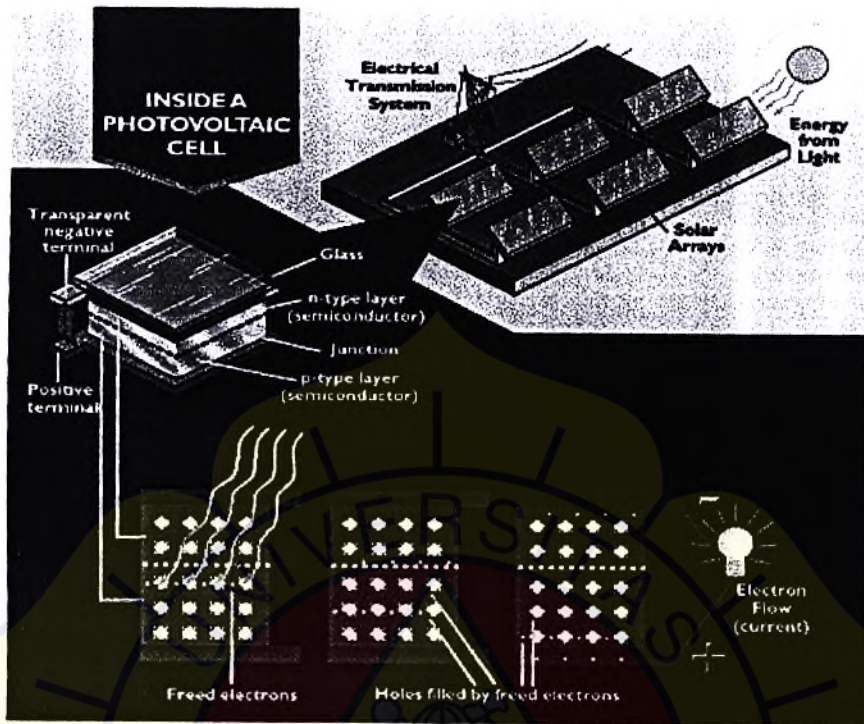 INSIDE A
PHOTOVOLTAIC
CELL
Electrical
Transmission
System
Energy
from
Light
Solar
Arrays
Transparent
negative
terminal
Glass
n-type layer
(semiconductor)
Junction
p-type layer
(semiconductor)
Positive
terminal
Freed electrons
Holes filled by freed electrons
Electron
Flow
(current)
UNIVERSITAS